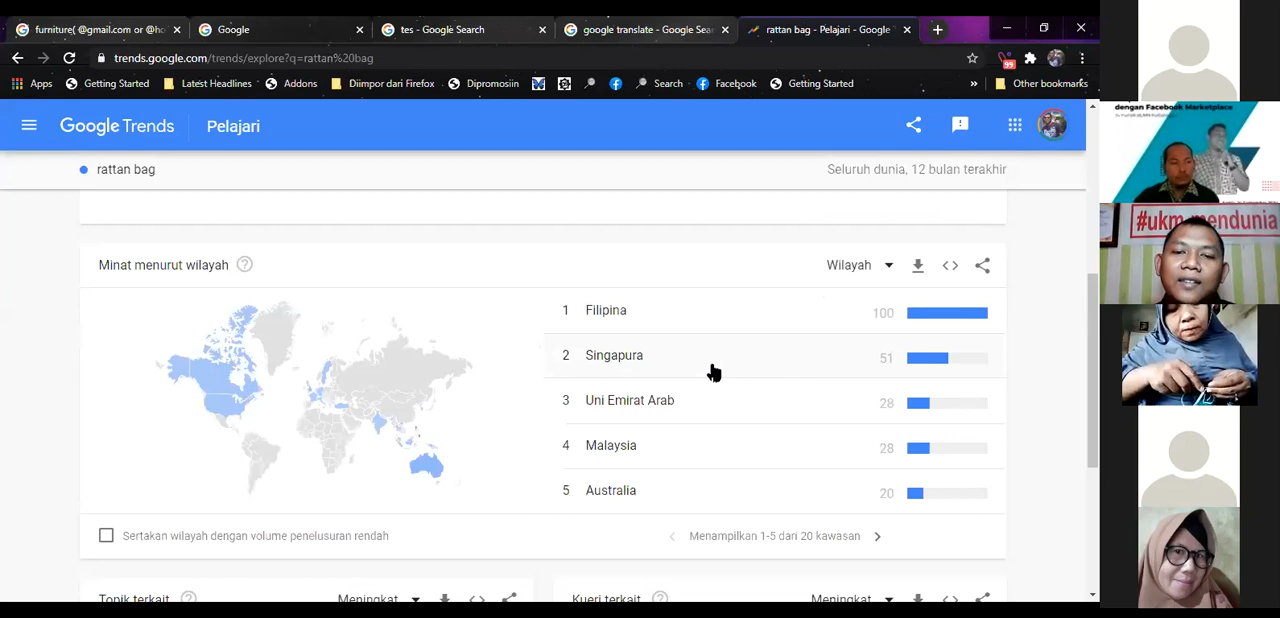 furniture( @gmail.com or @ho
Google
tes - Google Search
google translate - Google Sea
rattan bag - Pelajari - Google
trends.google.com/trends/explore?q=rattan%20bag
99
Apps
Getting Started
Latest Headlines
Addons
Diimpor dari Firefox
Dipromosiin
Search
Facebook
Getting Started
»
Other bookmarks
Google Trends
Pelajari
rattan bag
Seluruh dunia, 12 bulan terakhir
Minat menurut wilayah
Wilayah
1 Filipina 100
2 Singapura 51
3 Uni Emirat Arab 28
4 Malaysia 28
5 Australia 20
Sertakan wilayah dengan volume penelusuran rendah
Menampilkan 1-5 dari 20 kawasan
Topik terkait
Meningkat
Kueri terkait
Meningkat
dengan Facebook Marketplace
#ukm mendunia